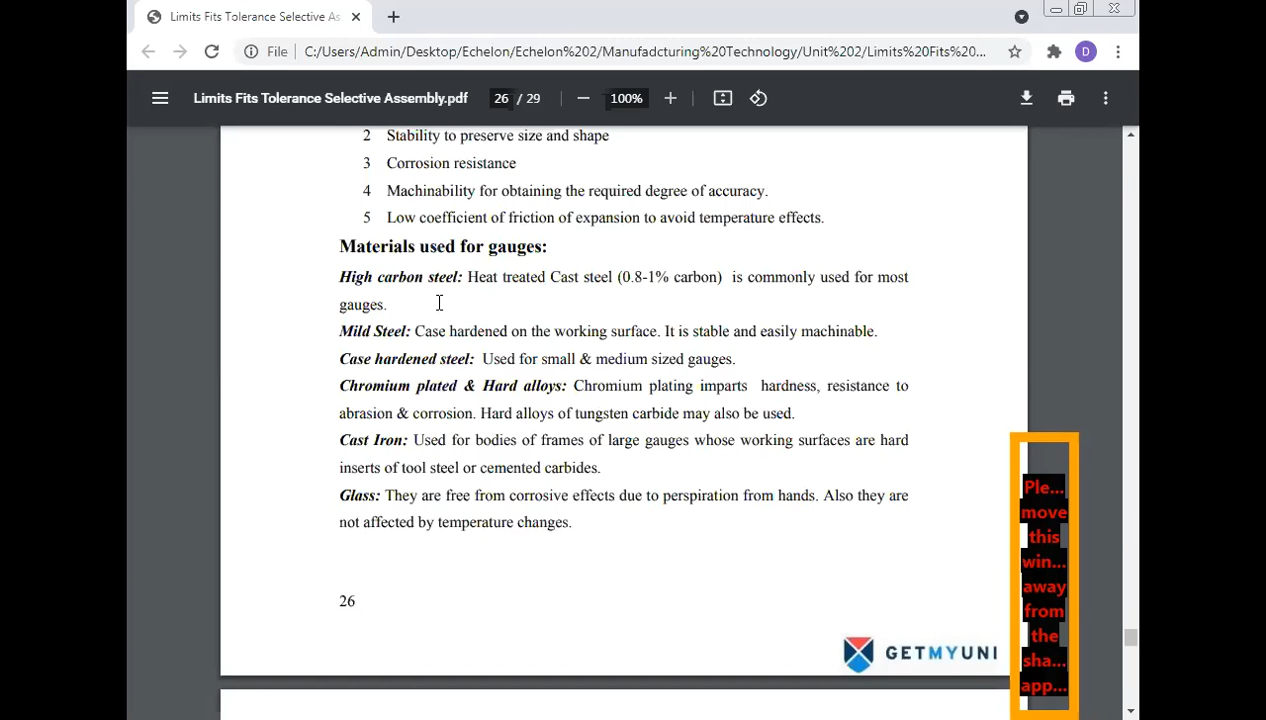 Limits Fits Tolerance Selective As
File C:/Users/Admin/Desktop/Echelon/Echelon%202/Manufadcturing%20Technology/Unit%202/Limits%20Fits%20... D
Limits Fits Tolerance Selective Assembly.pdf 26 / 29 100%
2 Stability to preserve size and shape
3 Corrosion resistance
4 Machinability for obtaining the required degree of accuracy.
5 Low coefficient of friction of expansion to avoid temperature effects.
Materials used for gauges:
High carbon steel: Heat treated Cast steel (0.8-1% carbon) is commonly used for most
gauges.
Mild Steel: Case hardened on the working surface. It is stable and easily machinable.
Case hardened steel: Used for small & medium sized gauges.
Chromium plated & Hard alloys: Chromium plating imparts hardness, resistance to
abrasion & corrosion. Hard alloys of tungsten carbide may also be used.
Cast Iron: Used for bodies of frames of large gauges whose working surfaces are hard
inserts of tool steel or cemented carbides.
Glass: They are free from corrosive effects due to perspiration from hands. Also they are
not affected by temperature changes.
26
GETMYUNI
Ple...
move
this
win...
away
from
the
sha...
app...